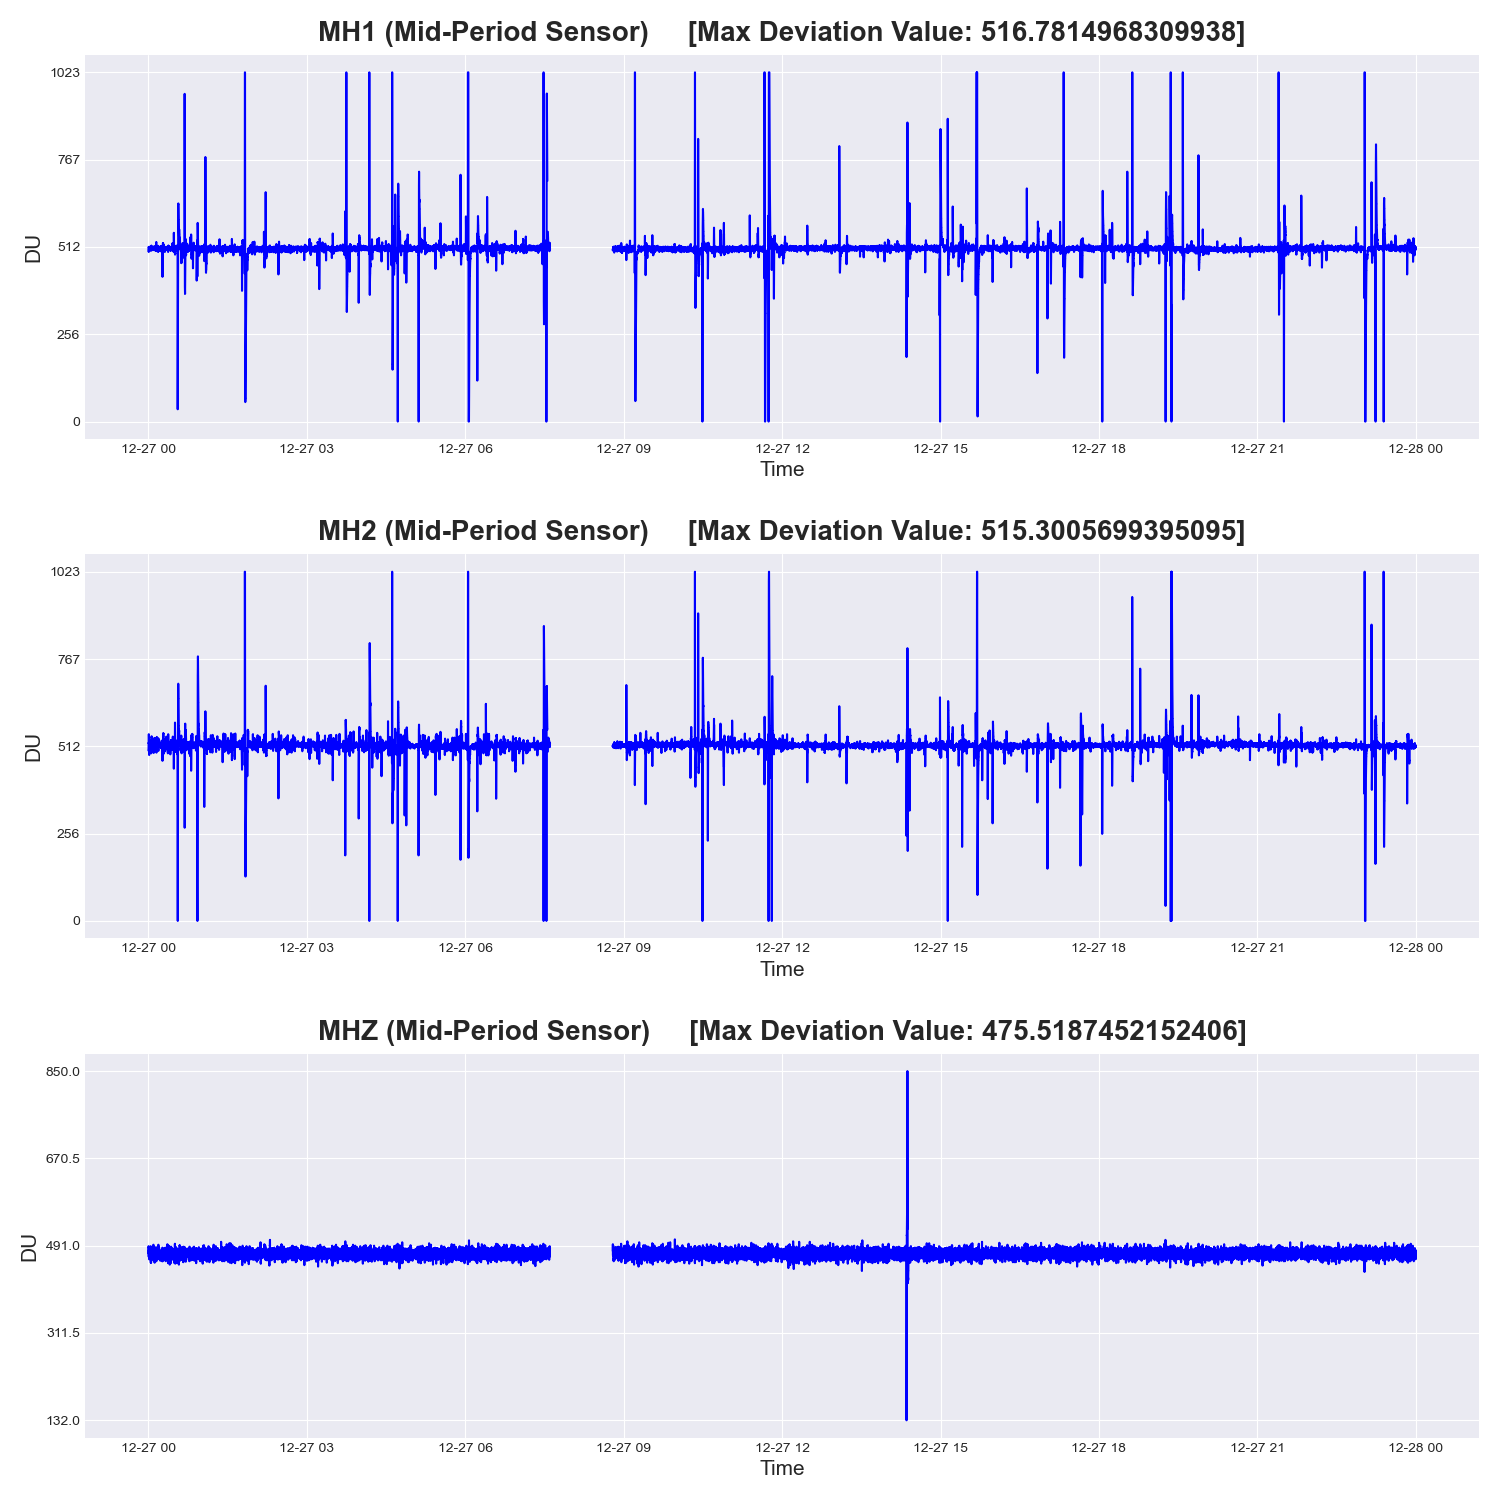 MH1 (Mid-Period Sensor)     [Max Deviation Value: 516.7814968309938]
1023
767
512
256
0
DU
12-27 00 12-27 03 12-27 06 12-27 09 12-27 12 12-27 15 12-27 18 12-27 21 12-28 00
Time
MH2 (Mid-Period Sensor)     [Max Deviation Value: 515.3005699395095]
1023
767
512
256
0
DU
12-27 00 12-27 03 12-27 06 12-27 09 12-27 12 12-27 15 12-27 18 12-27 21 12-28 00
Time
MHZ (Mid-Period Sensor)     [Max Deviation Value: 475.5187452152406]
850.0
670.5
491.0
311.5
132.0
DU
12-27 00 12-27 03 12-27 06 12-27 09 12-27 12 12-27 15 12-27 18 12-27 21 12-28 00
Time